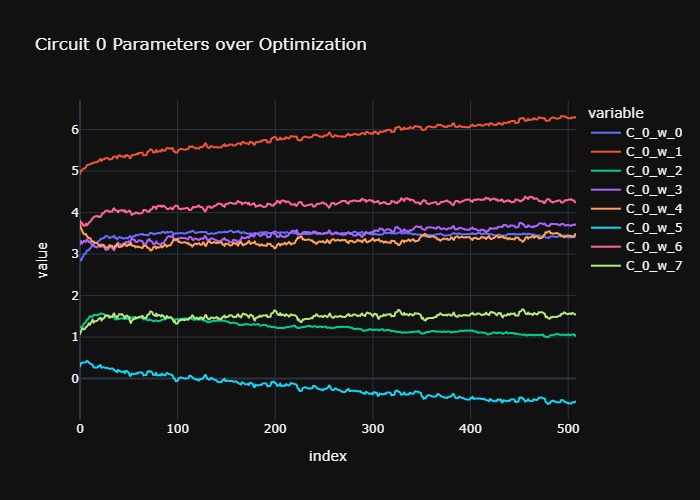 Circuit 0 Parameters over Optimization
variable
C_0_w_0
C_0_w_1
C_0_w_2
C_0_w_3
C_0_w_4
C_0_w_5
C_0_w_6
C_0_w_7
value
6
5
4
3
2
1
0
0 100 200 300 400 500
index